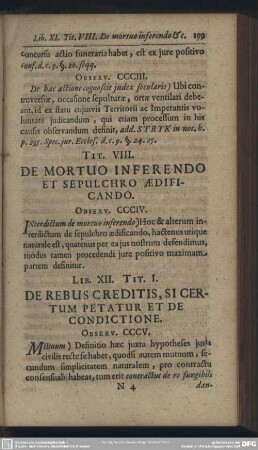 Lib. XI. Tit. VIII. De mortuo inferendo &c. 199
concursu actio funeraria habet, est ex jure positivo
conf. d. c. 9. §. 20. seqq.
OBSERV. CCCIII.
De hac actione cognoscit judex secularis) Ubi con-
troversiæ, occasione sepulturæ, ortæ ventilari debe-
ant, id ex statu cujusvis Territorii ac Imperantis vo-
luntate judicandum, qui etiam processum in his
causis observandum definit, add. STRYK in not. h.
p. 295. Spec. jur. Eccles. d. c. 9. §. 24. 25.
TIT. VIII.
DE MORTUO INFERENDO
ET SEPULCHRO ÆDIFI-
CANDO.
OBSERV. CCCIV.
INterdictum de mortuo inferendo) Hoc & alterum in-
terdictum de sepulchro ædificando, hactenus utique
naturale est, quatenus per ea jus nostrum defendimus,
modus tamen procedendi jure positivo maximam
partem definitur.
LIB. XII. TIT. I.
DE REBUS CREDITIS, SI CER-
TUM PETATUR ET DE
CONDICTIONE.
OBSERV. CCCV.
Mutuum) Definitio hæc juxta hypotheses juris
civilis recte se habet, quodsi autem mutuum, se-
cundum simplicitatem naturalem, pro contractu
consensuali habeas, tum erit contractus de re fungibili
N 4 dan-
DFG